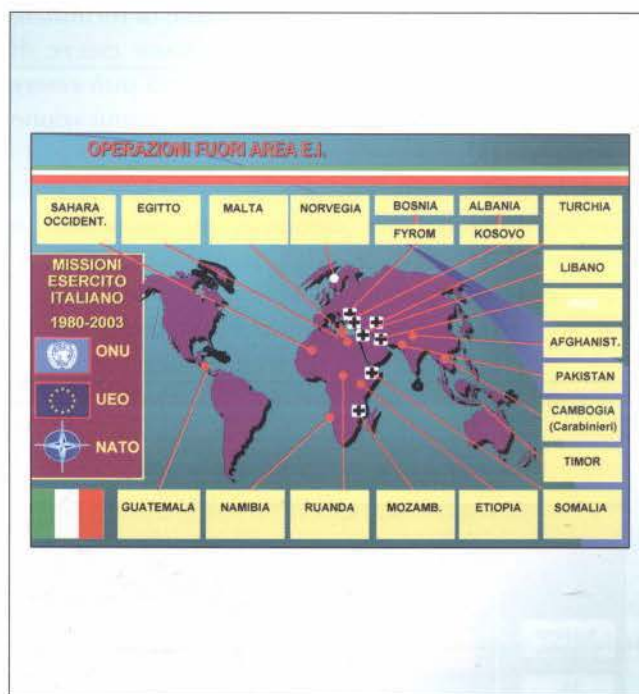 OPERAZIONI FUORI AREA E.I.
SAHARA
OCCIDENT.
EGITTO
MALTA
NORVEGIA
BOSNIA
ALBANIA
TURCHIA
FYROM
KOSOVO
MISSIONI
ESERCITO
ITALIANO
1980-2003
ONU
UEO
NATO
LIBANO
AFGHANIST.
PAKISTAN
CAMBOGIA
(Carabinieri)
TIMOR
GUATEMALA
NAMIBIA
RUANDA
MOZAMB.
ETIOPIA
SOMALIA